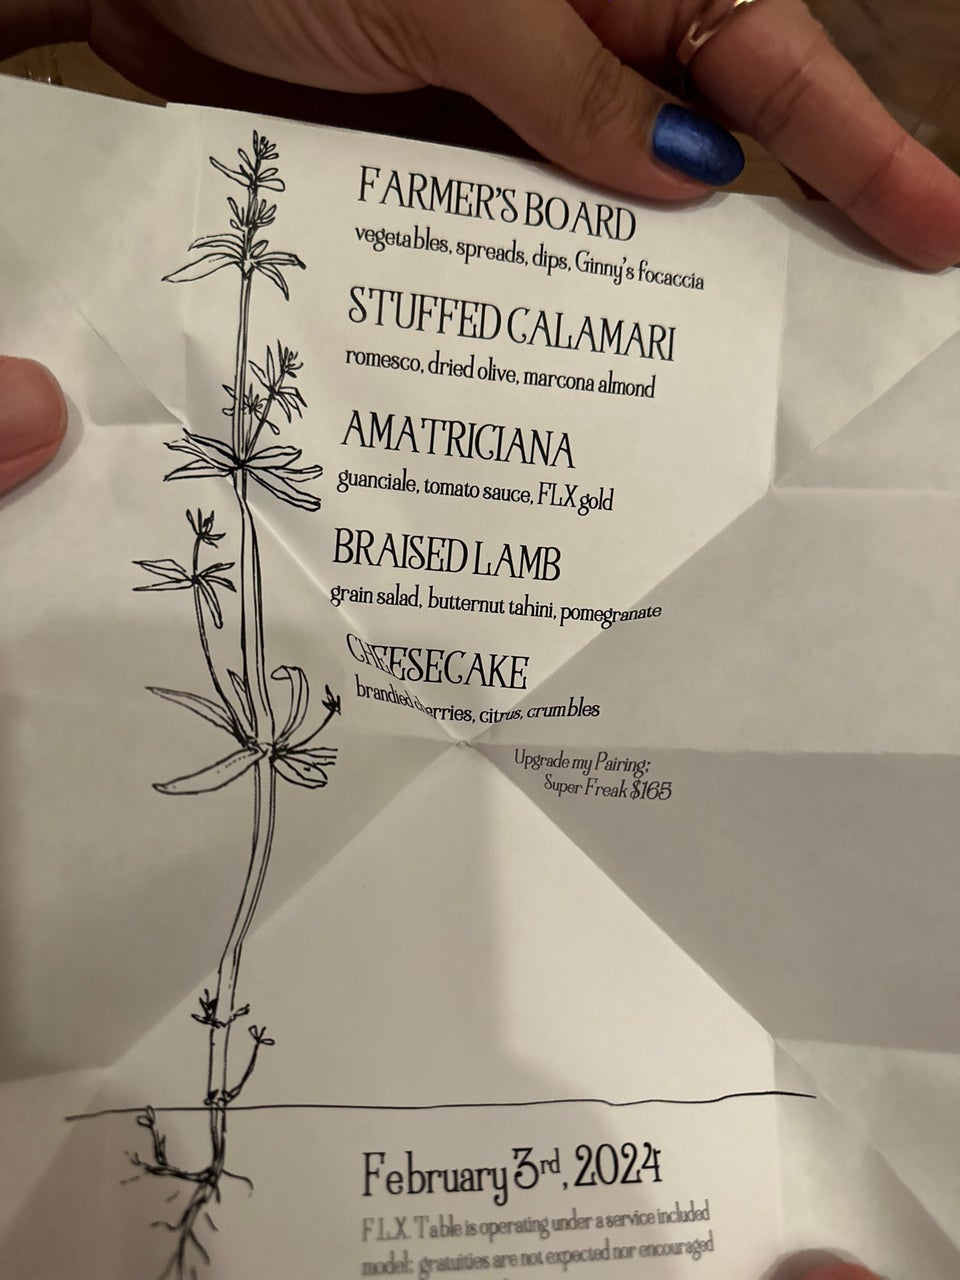 FARMER'S BOARD
vegetables, spreads, dips, Ginny's focaccia
STUFFED CALAMARI
romesco, dried olive, marcona almond
AMATRICIANA
guanciale, tomato sauce, FLX gold
BRAISED LAMB
grain salad, butternut tahini, pomegranate
CHEESECAKE
brandied cherries, citrus, crumbles
Upgrade my Pairing;
Super Freak $165
February 3rd, 2024
F.L.X. Table is operating under a service included
model: gratuities are not expected nor encouraged